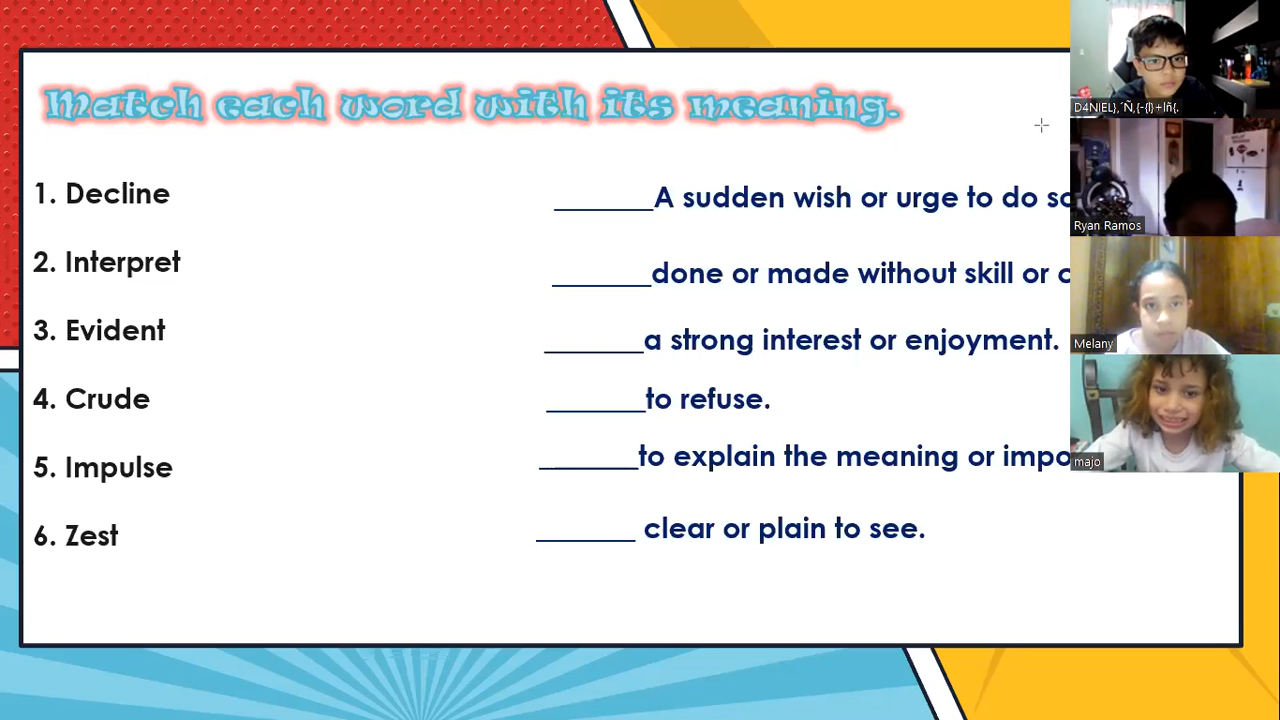 Match each word with its meaning.
1. Decline
_______A sudden wish or urge to do
2. Interpret
_______done or made without skill or
3. Evident
_______a strong interest or enjoyment.
4. Crude
_______to refuse.
5. Impulse
_______to explain the meaning or
6. Zest
_______ clear or plain to see.
Ryan Ramos
Melany
majo